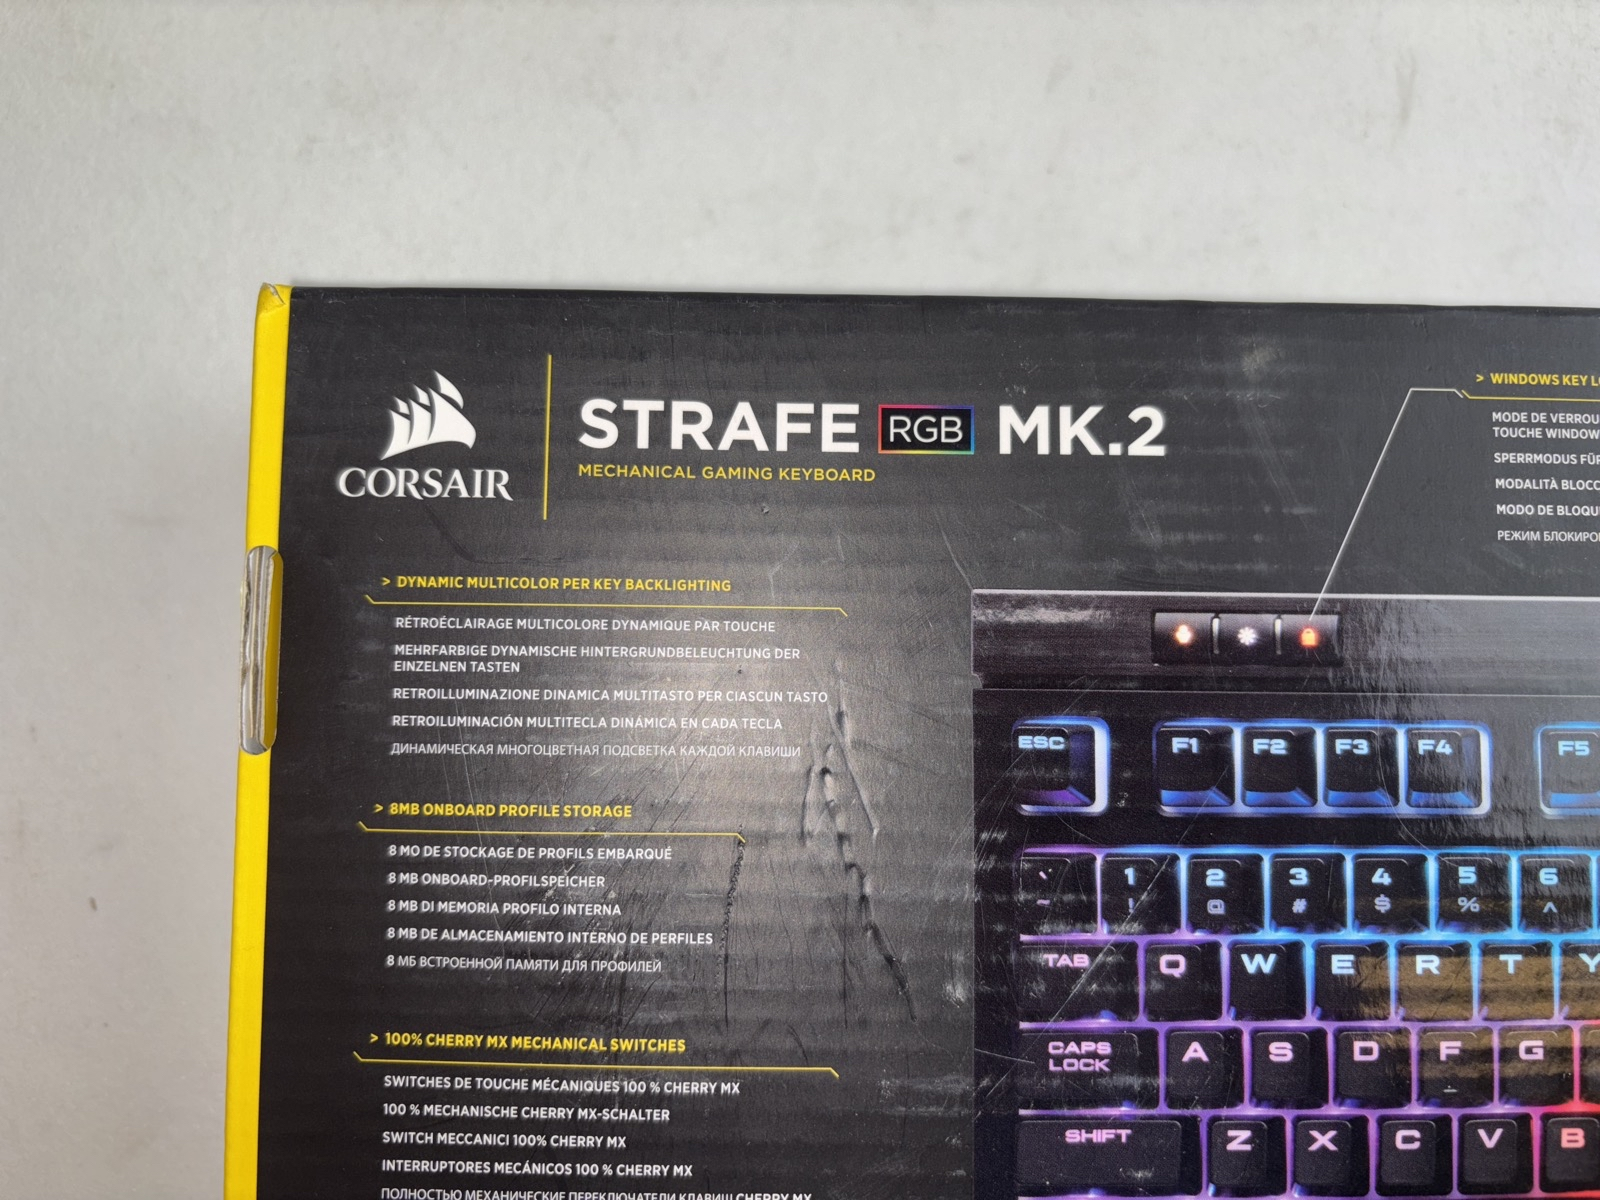 CORSAIR
STRAFE RGB MK.2
MECHANICAL GAMING KEYBOARD
> DYNAMIC MULTICOLOR PER KEY BACKLIGHTING
RÉTROÉCLAIRAGE MULTICOLORE DYNAMIQUE PAR TOUCHE
MEHRFARBIGE DYNAMISCHE HINTERGRUNDBELEUCHTUNG DER
EINZELNEN TASTEN
RETROILLUMINAZIONE DINAMICA MULTITASTO PER CIASCUN TASTO
RETROILUMINACIÓN MULTITECLA DINÁMICA EN CADA TECLA
ДИНАМИЧЕСКАЯ МНОГОЦВЕТНАЯ ПОДСВЕТКА КАЖДОЙ КЛАВИШИ
> 8MB ONBOARD PROFILE STORAGE
8 MO DE STOCKAGE DE PROFILS EMBARQUÉ
8 MB ONBOARD-PROFILSPEICHER
8 MB DI MEMORIA PROFILO INTERNA
8 MB DE ALMACENAMIENTO INTERNO DE PERFILES
8 МБ ВСТРОЕННОЙ ПАМЯТИ ДЛЯ ПРОФИЛЕЙ
> 100% CHERRY MX MECHANICAL SWITCHES
SWITCHES DE TOUCHE MÉCANIQUES 100 % CHERRY MX
100 % MECHANISCHE CHERRY MX-SCHALTER
SWITCH MECCANICI 100% CHERRY MX
INTERRUPTORES MECÁNICOS 100 % CHERRY MX
ПОЛНОСТЬЮ МЕХАНИЧЕСКИЕ ПЕРЕКЛЮЧАТЕЛИ КЛАВИШ CHERRY MX
> WINDOWS KEY
MODE DE
TOUCHE
SPERRMODUS
MODALITÀ
MODO DE
РЕЖИМ
ESC F1 F2 F3 F4 F5
1 2 3 4 5 6
! @ # $ % ^
TAB Q W E R T Y
CAPS
LOCK A S D F G
SHIFT Z X C V B